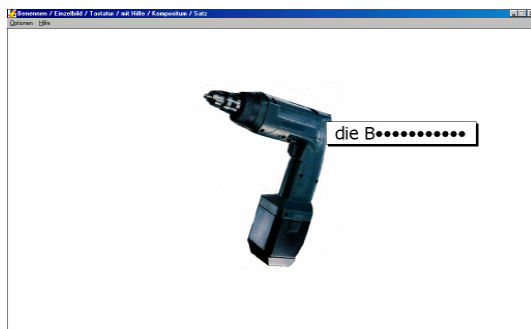 Benennen / Einzelbild / Tastatur / mit Hilfe / Kompositum / Satz
Optionen Hilfe
die B●●●●●●●●●●●